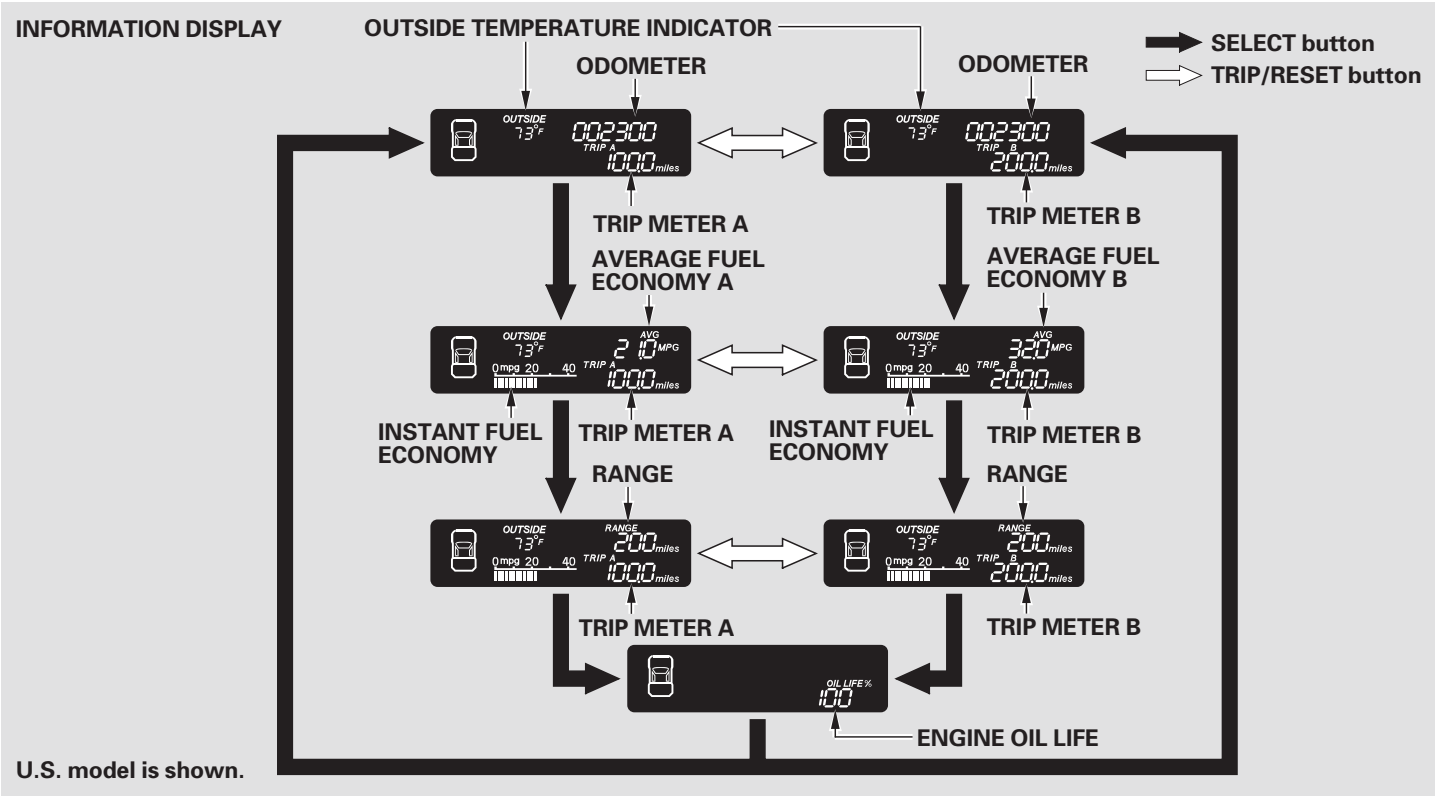 INFORMATION DISPLAY
OUTSIDE TEMPERATURE INDICATOR
SELECT button
TRIP/RESET button
ODOMETER
ODOMETER
OUTSIDE
73°F
002300
TRIP A
100.0 miles
OUTSIDE
73°F
002300
TRIP B
200.0 miles
TRIP METER A
TRIP METER B
AVERAGE FUEL
ECONOMY A
AVERAGE FUEL
ECONOMY B
OUTSIDE
73°F
AVG
21.0 MPG
0 mpg 20 . 40
TRIP A
100.0 miles
OUTSIDE
73°F
AVG
32.0 MPG
0 mpg 20 . 40
TRIP B
200.0 miles
INSTANT FUEL
ECONOMY
TRIP METER A
INSTANT FUEL
ECONOMY
TRIP METER B
RANGE
RANGE
OUTSIDE
73°F
RANGE
200 miles
0 mpg 20 . 40
TRIP A
100.0 miles
OUTSIDE
73°F
RANGE
200 miles
0 mpg 20 . 40
TRIP B
200.0 miles
TRIP METER A
TRIP METER B
OIL LIFE %
100
ENGINE OIL LIFE
U.S. model is shown.